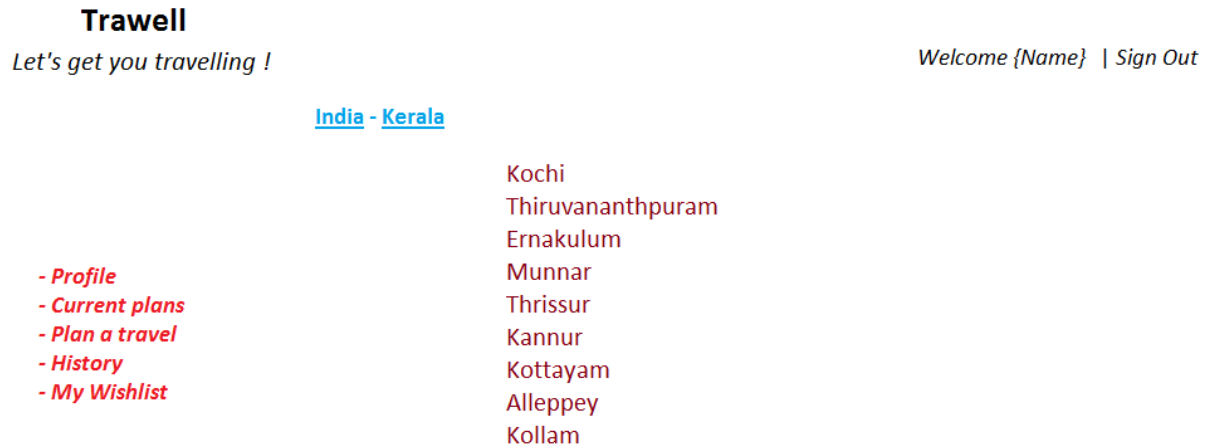 Trawell
Let's get you travelling !
Welcome {Name} | Sign Out
India - Kerala
- Profile
- Current plans
- Plan a travel
- History
- My Wishlist
Kochi
Thiruvananthpuram
Ernakulum
Munnar
Thrissur
Kannur
Kottayam
Alleppey
Kollam